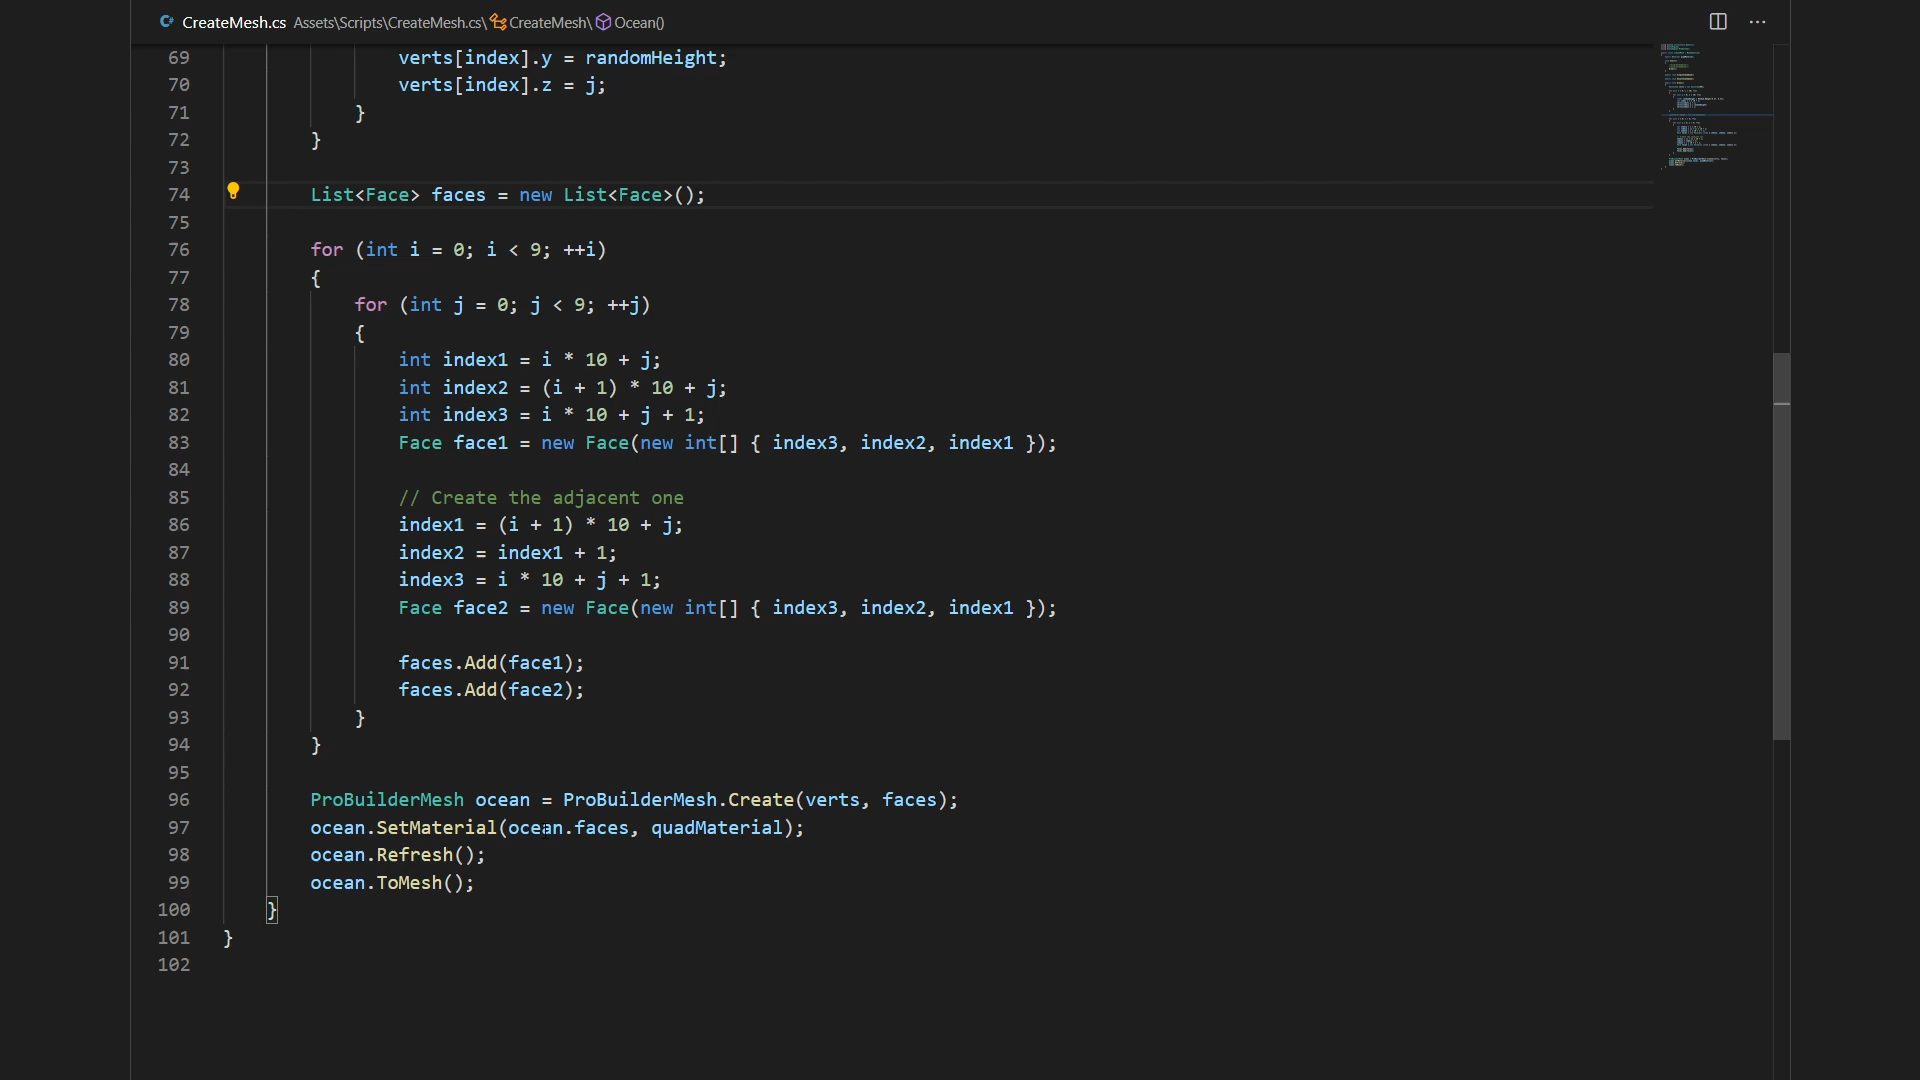 CreateMesh.cs Assets\Scripts\CreateMesh.cs\ CreateMesh\ Ocean()
69 verts[index].y = randomHeight;
70 verts[index].z = j;
71 }
72 }
73
74 List<Face> faces = new List<Face>();
75
76 for (int i = 0; i < 9; ++i)
77 {
78 for (int j = 0; j < 9; ++j)
79 {
80 int index1 = i * 10 + j;
81 int index2 = (i + 1) * 10 + j;
82 int index3 = i * 10 + j + 1;
83 Face face1 = new Face(new int[] { index3, index2, index1 });
84
85 // Create the adjacent one
86 index1 = (i + 1) * 10 + j;
87 index2 = index1 + 1;
88 index3 = i * 10 + j + 1;
89 Face face2 = new Face(new int[] { index3, index2, index1 });
90
91 faces.Add(face1);
92 faces.Add(face2);
93 }
94 }
95
96 ProBuilderMesh ocean = ProBuilderMesh.Create(verts, faces);
97 ocean.SetMaterial(ocean.faces, quadMaterial);
98 ocean.Refresh();
99 ocean.ToMesh();
100 }
101 }
102